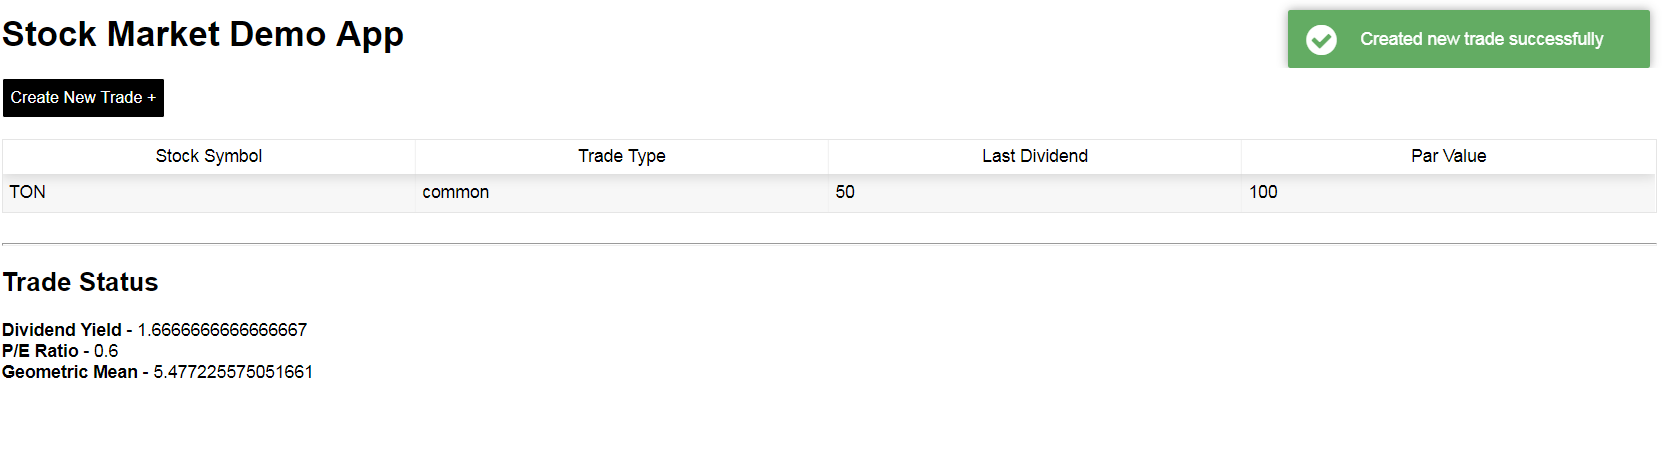 Stock Market Demo App
Created new trade successfully
Create New Trade +
Stock Symbol Trade Type Last Dividend Par Value
TON common 50 100
Trade Status
Dividend Yield - 1.6666666666666667
P/E Ratio - 0.6
Geometric Mean - 5.477225575051661